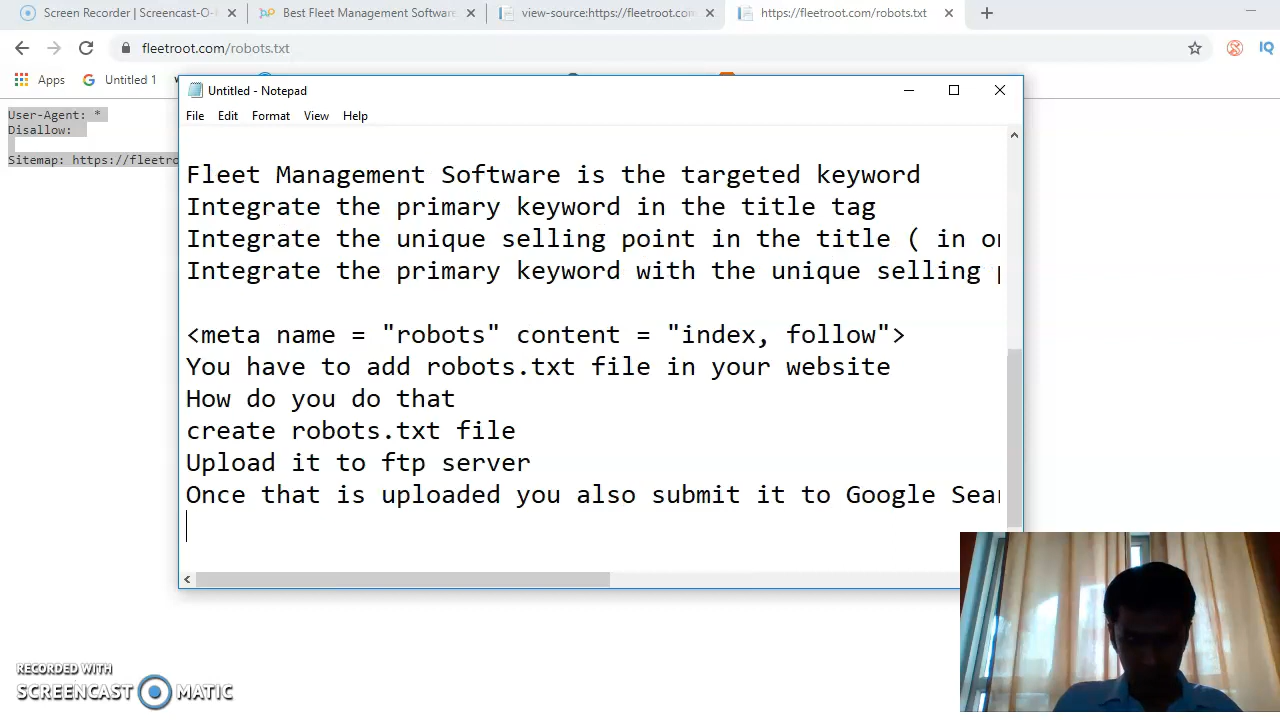 Screen Recorder | Screencast-O-
Best Fleet Management Software
view-source:https://fleetroot.com
https://fleetroot.com/robots.txt
fleetroot.com/robots.txt
IQ
Apps
Untitled 1
Untitled - Notepad
File Edit Format View Help
User-Agent: *
Disallow:
Sitemap: https://fleetro
Fleet Management Software is the targeted keyword
Integrate the primary keyword in the title tag
Integrate the unique selling point in the title ( in
Integrate the primary keyword with the unique selling
<meta name = "robots" content = "index, follow">
You have to add robots.txt file in your website
How do you do that
create robots.txt file
Upload it to ftp server
Once that is uploaded you also submit it to Google Sear
RECORDED WITH
SCREENCAST MATIC